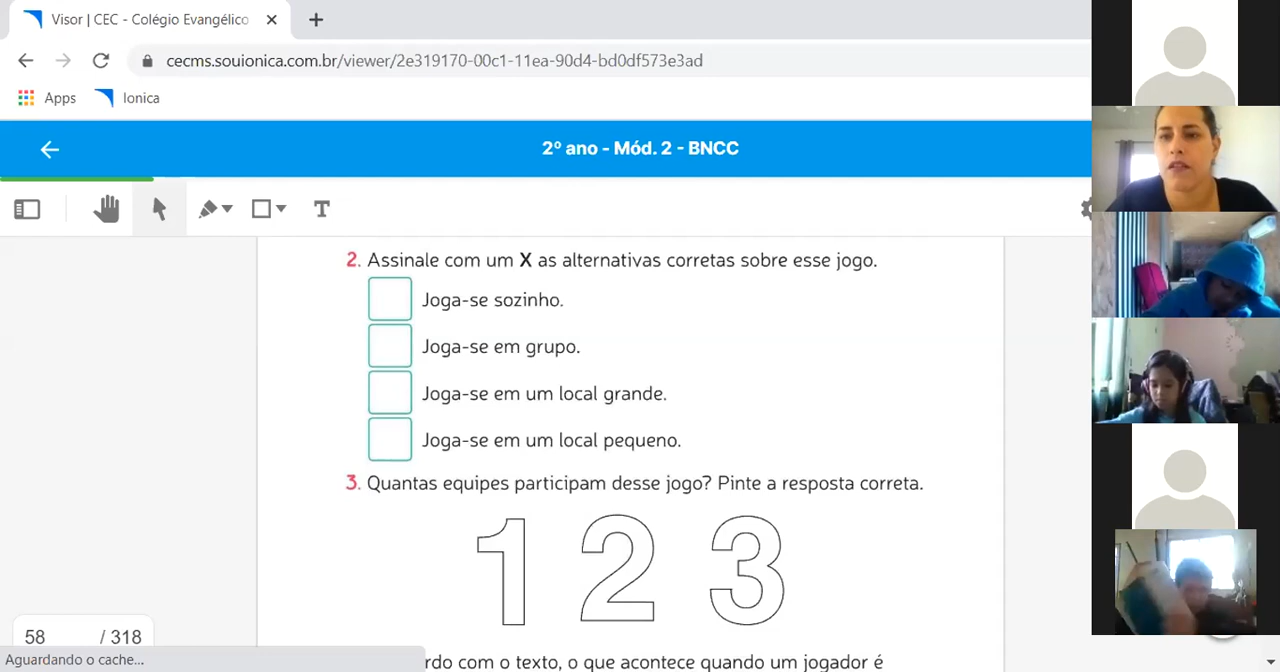 Visor | CEC - Colégio Evangélico
cecms.souionica.com.br/viewer/2e319170-00c1-11ea-90d4-bd0df573e3ad
Apps Ionica
2º ano - Mód. 2 - BNCC
T
2. Assinale com um X as alternativas corretas sobre esse jogo.
Joga-se sozinho.
Joga-se em grupo.
Joga-se em um local grande.
Joga-se em um local pequeno.
3. Quantas equipes participam desse jogo? Pinte a resposta correta.
1 2 3
58 / 318
Aguardando o cache...
rdo com o texto, o que acontece quando um jogador é